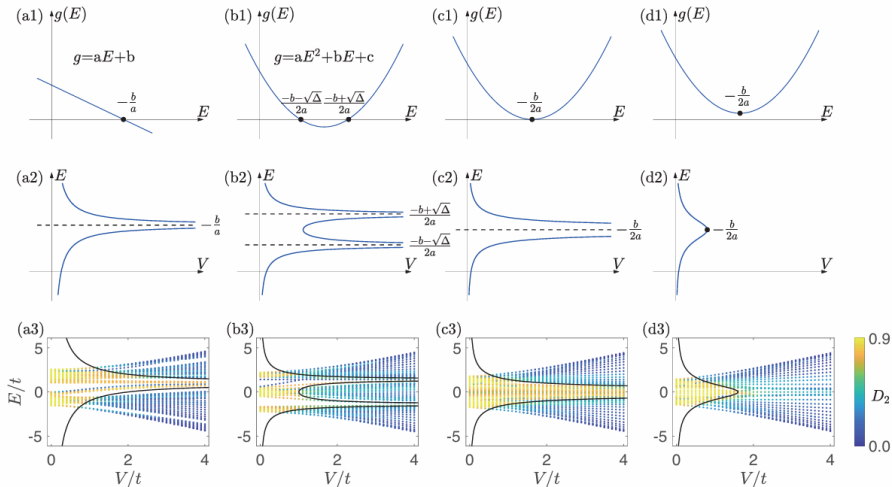 (a1)
g(E)
g=aE+b
−b/a
E
(b1)
g(E)
g=aE²+bE+c
(−b−√Δ)/2a
(−b+√Δ)/2a
E
(c1)
g(E)
−b/2a
E
(d1)
g(E)
−b/2a
E
(a2)
E
−b/a
V
(b2)
E
(−b+√Δ)/2a
(−b−√Δ)/2a
V
(c2)
E
−b/2a
V
(d2)
E
−b/2a
V
(a3)
E/t
5
0
-5
0
2
4
V/t
(b3)
5
0
-5
0
2
4
V/t
(c3)
5
0
-5
0
2
4
V/t
(d3)
5
0
-5
0
2
4
V/t
0.9
D₂
0.0